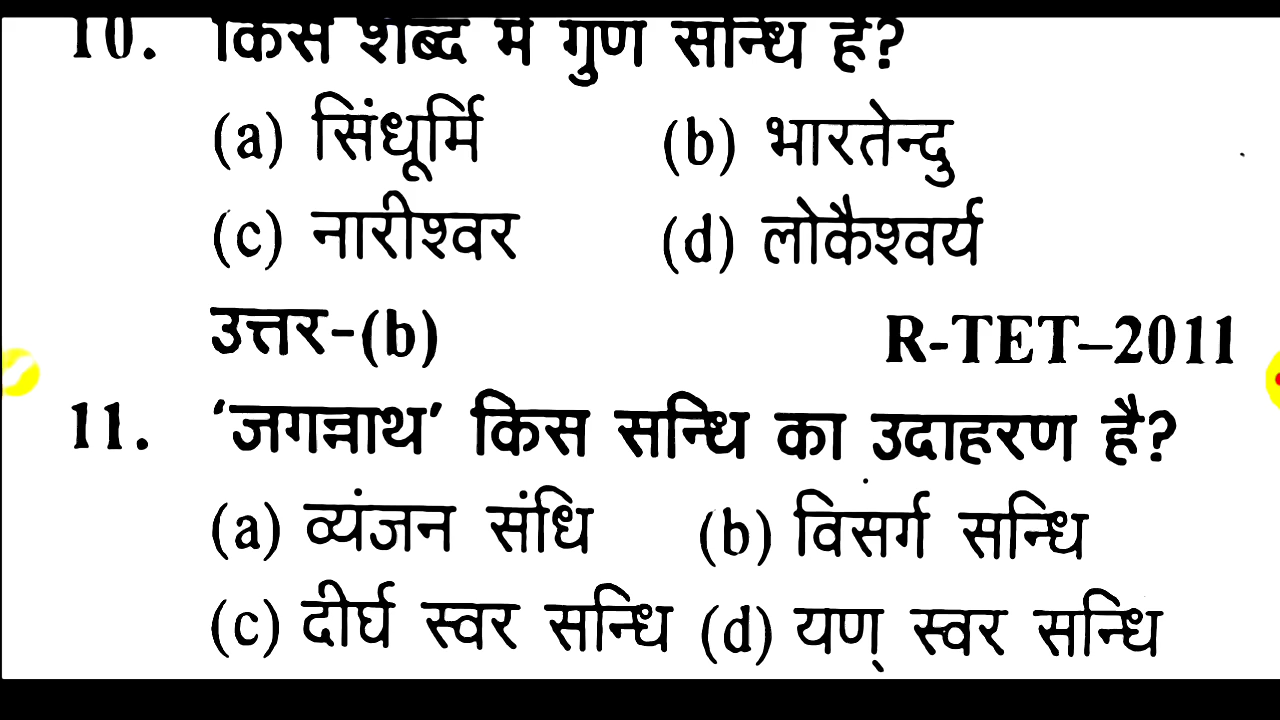 10. किस शब्द में गुण सन्धि है?
(a) सिंधूर्मि (b) भारतेन्दु
(c) नारीश्वर (d) लोकैश्वर्य
उत्तर-(b) R-TET–2011
11. ‘जगन्नाथ’ किस सन्धि का उदाहरण है?
(a) व्यंजन संधि (b) विसर्ग सन्धि
(c) दीर्घ स्वर सन्धि (d) यण् स्वर सन्धि